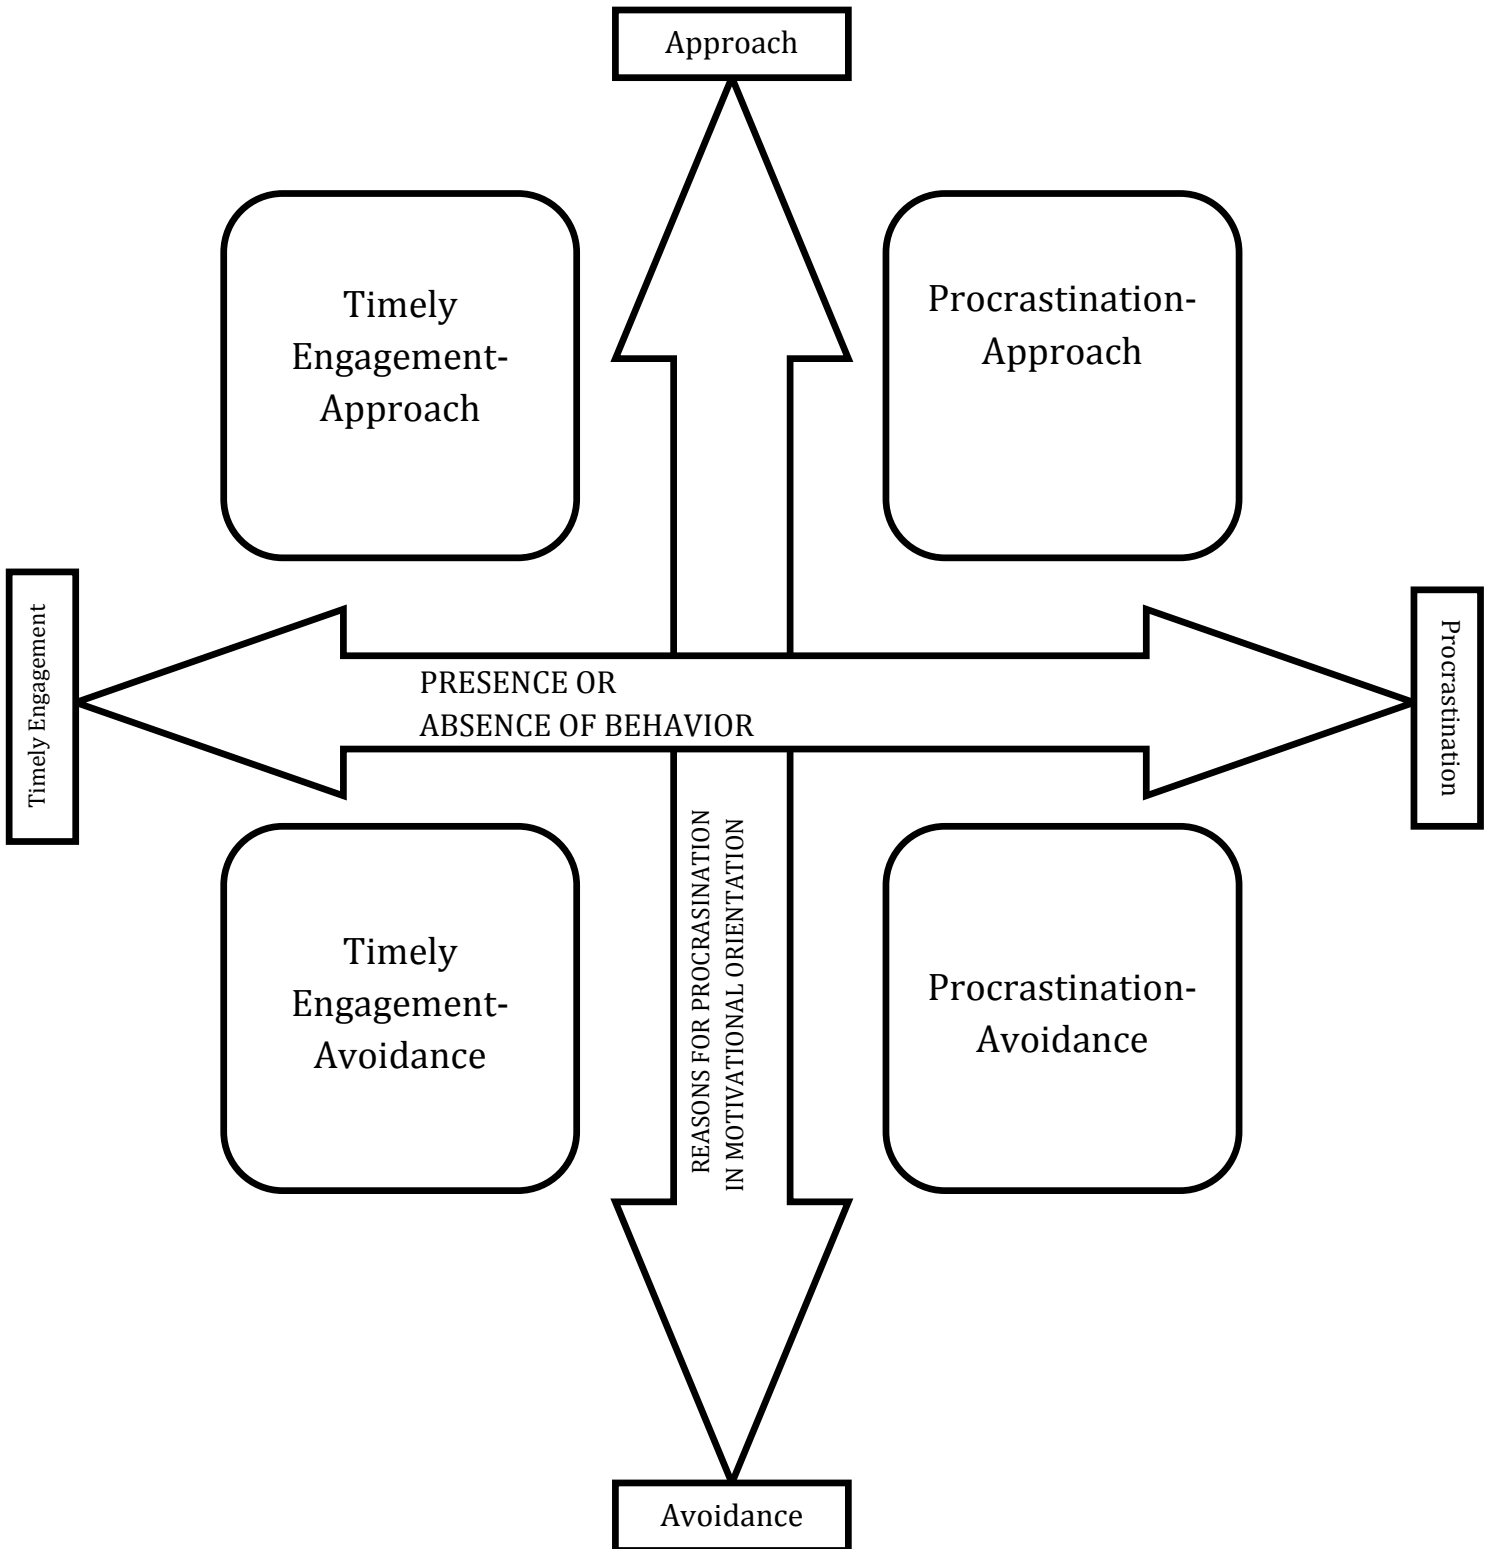 Approach
Timely
Engagement-
Approach
Procrastination-
Approach
Timely Engagement
PRESENCE OR
ABSENCE OF BEHAVIOR
Procrastination
REASONS FOR PROCRASINATION
IN MOTIVATIONAL ORIENTATION
Timely
Engagement-
Avoidance
Procrastination-
Avoidance
Avoidance